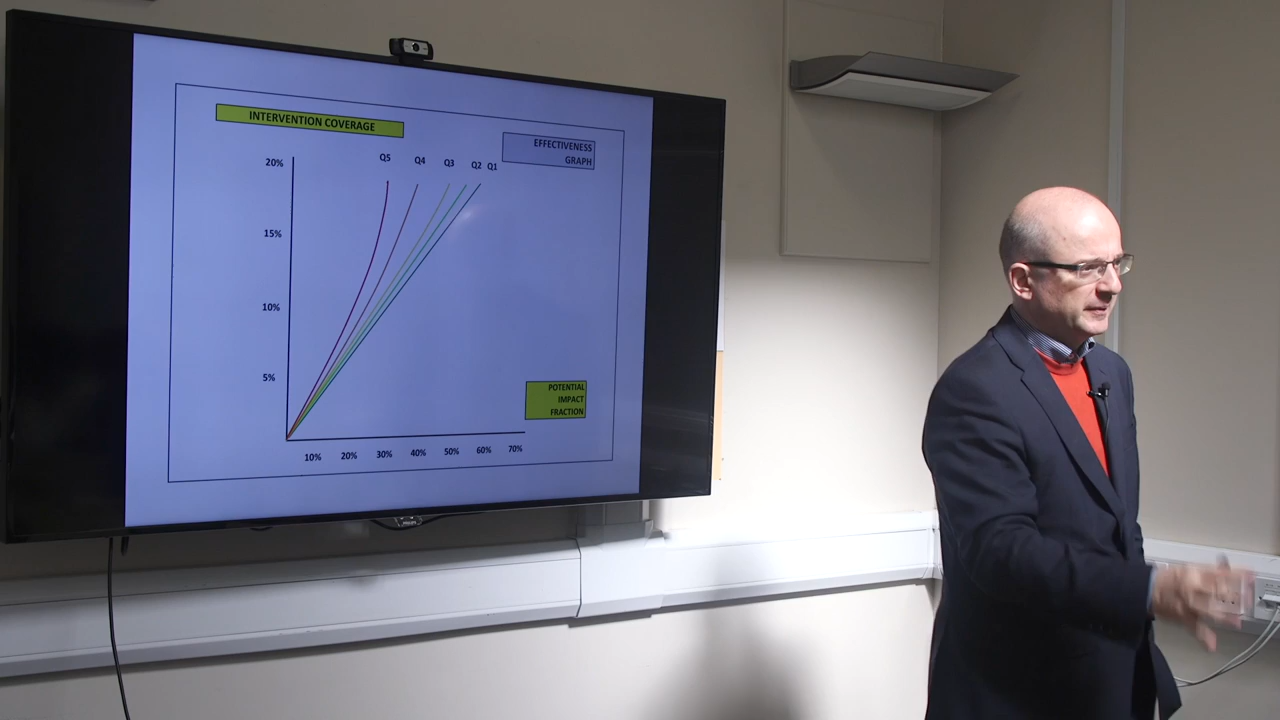 INTERVENTION COVERAGE
EFFECTIVENESS
GRAPH
Q5 Q4 Q3 Q2 Q1
20%
15%
10%
5%
POTENTIAL
IMPACT
FRACTION
10% 20% 30% 40% 50% 60% 70%
PHILIPS